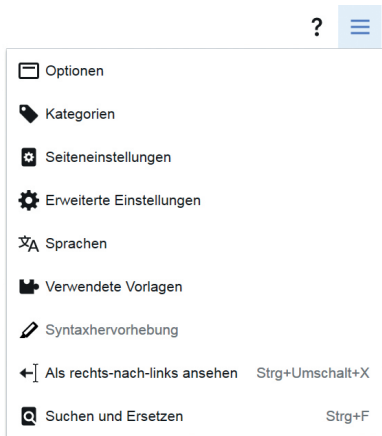 ?
Optionen
Kategorien
Seiteneinstellungen
Erweiterte Einstellungen
Sprachen
Verwendete Vorlagen
Syntaxhervorhebung
Als rechts-nach-links ansehen Strg+Umschalt+X
Suchen und Ersetzen Strg+F